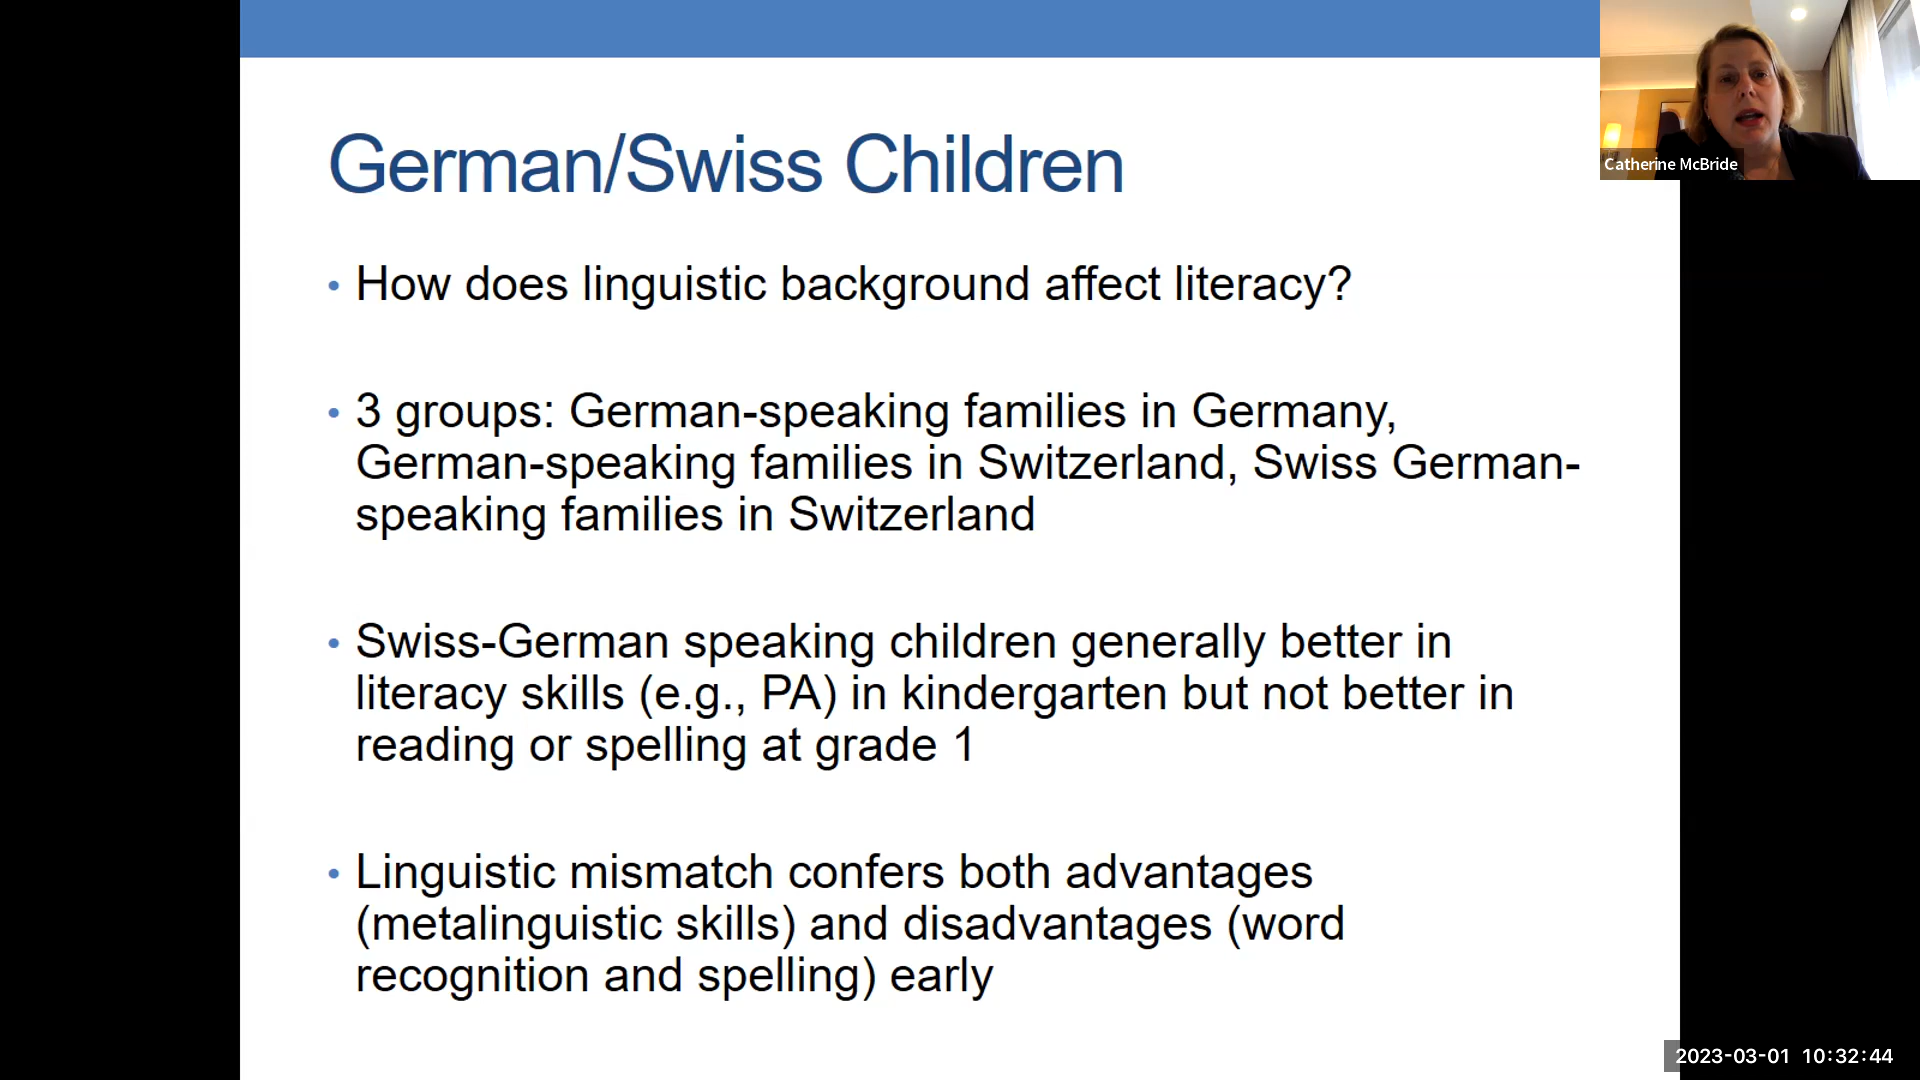 German/Swiss Children
• How does linguistic background affect literacy?
• 3 groups: German-speaking families in Germany,
German-speaking families in Switzerland, Swiss German-
speaking families in Switzerland
• Swiss-German speaking children generally better in
literacy skills (e.g., PA) in kindergarten but not better in
reading or spelling at grade 1
• Linguistic mismatch confers both advantages
(metalinguistic skills) and disadvantages (word
recognition and spelling) early
Catherine McBride
2023-03-01 10:32:44